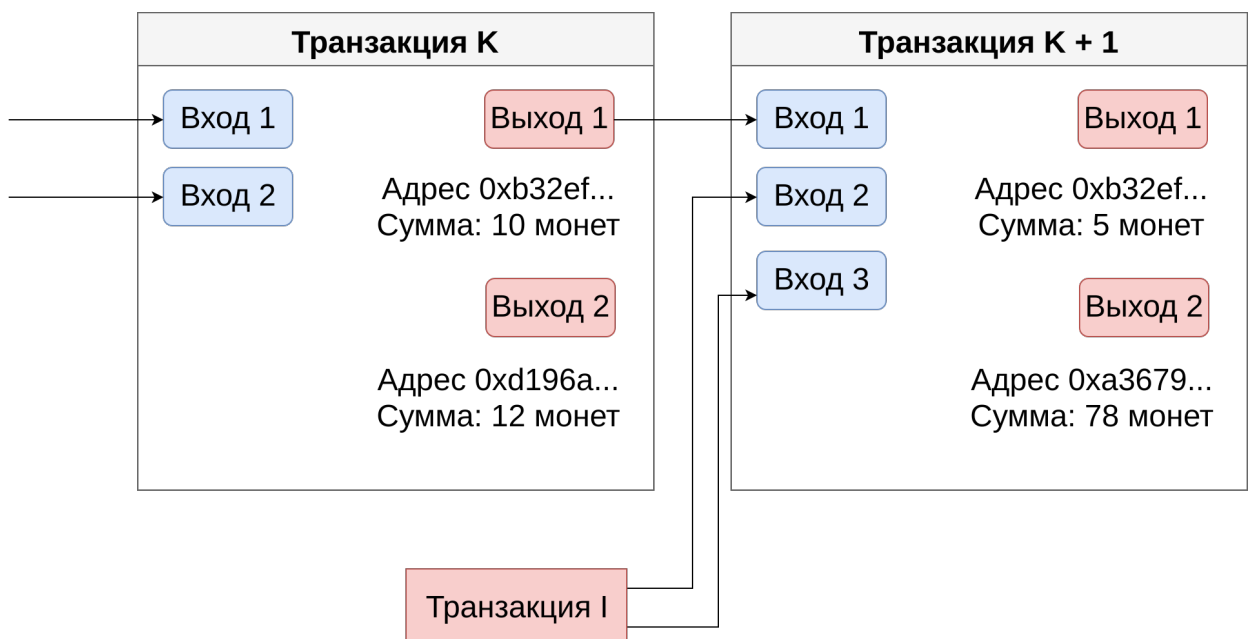 Транзакция K
Вход 1
Вход 2
Выход 1
Адрес 0xb32ef...
Сумма: 10 монет
Выход 2
Адрес 0xd196a...
Сумма: 12 монет
Транзакция K + 1
Вход 1
Вход 2
Вход 3
Выход 1
Адрес 0xb32ef...
Сумма: 5 монет
Выход 2
Адрес 0xa3679...
Сумма: 78 монет
Транзакция I